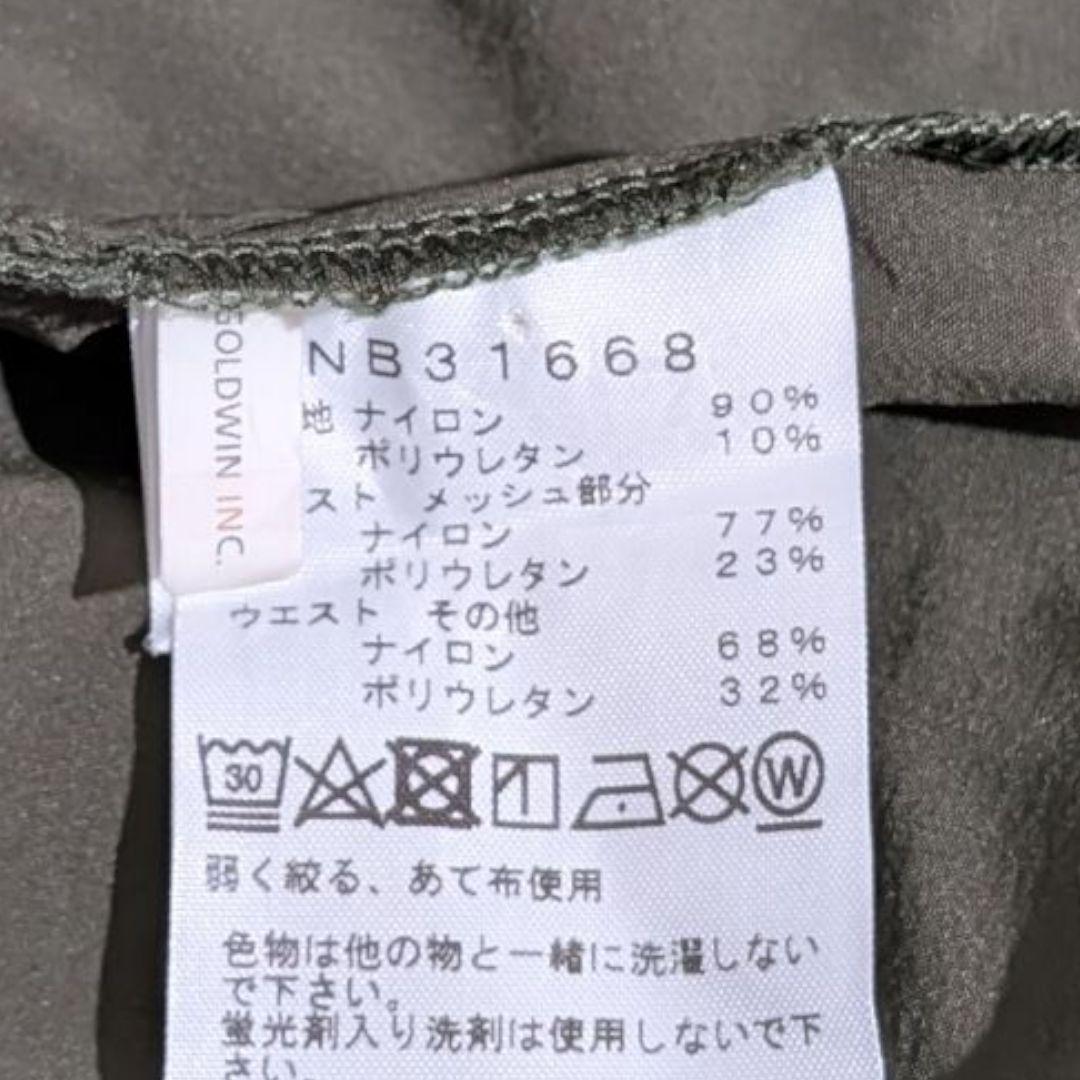 GOLDWIN INC.
NB31668
地 ナイロン 90%
ポリウレタン 10%
スト メッシュ部分
ナイロン 77%
ポリウレタン 23%
ウエスト その他
ナイロン 68%
ポリウレタン 32%
30 W
弱く絞る、あて布使用
色物は他の物と一緒に洗濯しない
で下さい。
蛍光剤入り洗剤は使用しないで下
さい。